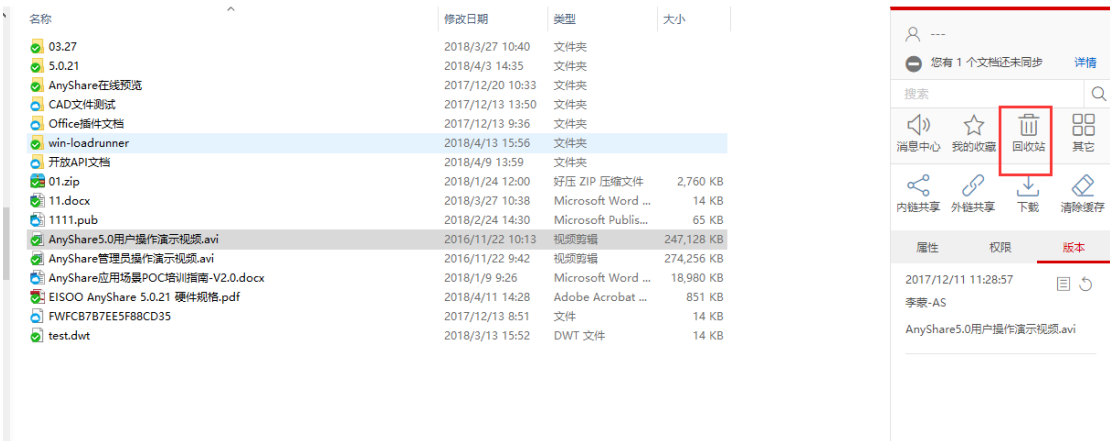 名称 修改日期 类型 大小
03.27 2018/3/27 10:40 文件夹
5.0.21 2018/4/3 14:35 文件夹
AnyShare在线预览 2017/12/20 10:33 文件夹
CAD文件测试 2017/12/13 13:50 文件夹
Office插件文档 2017/12/13 9:36 文件夹
win-loadrunner 2018/4/13 15:56 文件夹
开放API文档 2018/4/9 13:59 文件夹
01.zip 2018/1/24 12:00 好压 ZIP 压缩文件 2,760 KB
11.docx 2018/3/27 10:38 Microsoft Word ... 14 KB
1111.pub 2018/2/24 14:30 Microsoft Publis... 65 KB
AnyShare5.0用户操作演示视频.avi 2016/11/22 10:13 视频剪辑 247,128 KB
AnyShare管理员操作演示视频.avi 2016/11/22 9:42 视频剪辑 274,256 KB
AnyShare应用场景POC培训指南-V2.0.docx 2018/1/9 9:26 Microsoft Word ... 18,980 KB
EISOO AnyShare 5.0.21 硬件规格.pdf 2018/4/11 14:28 Adobe Acrobat ... 851 KB
FWFCB7B7EE5F88CD35 2017/12/13 8:51 文件 14 KB
test.dwt 2018/3/13 15:52 DWT 文件 14 KB
---
您有 1 个文档还未同步 详情
搜索
消息中心 我的收藏 回收站 其它
内链共享 外链共享 下载 清除缓存
属性 权限 版本
2017/12/11 11:28:57
李蒙-AS
AnyShare5.0用户操作演示视频.avi